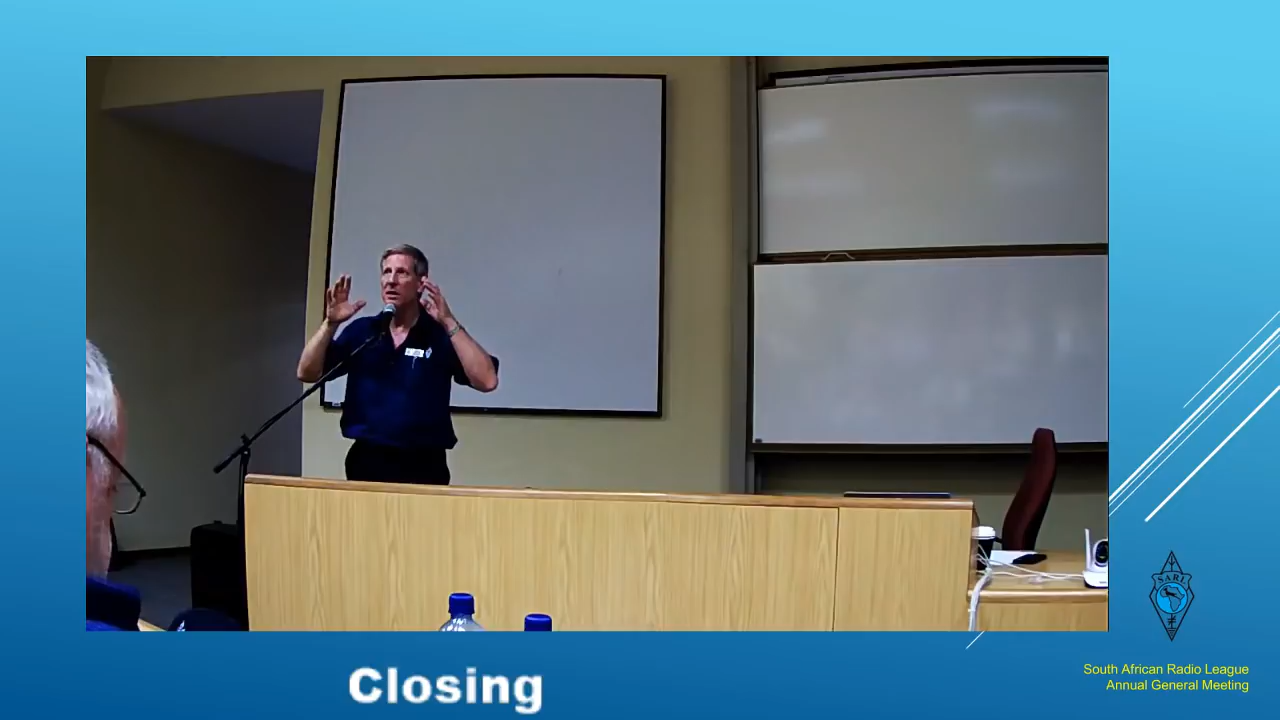 SARL
Closing
South African Radio League
Annual General Meeting